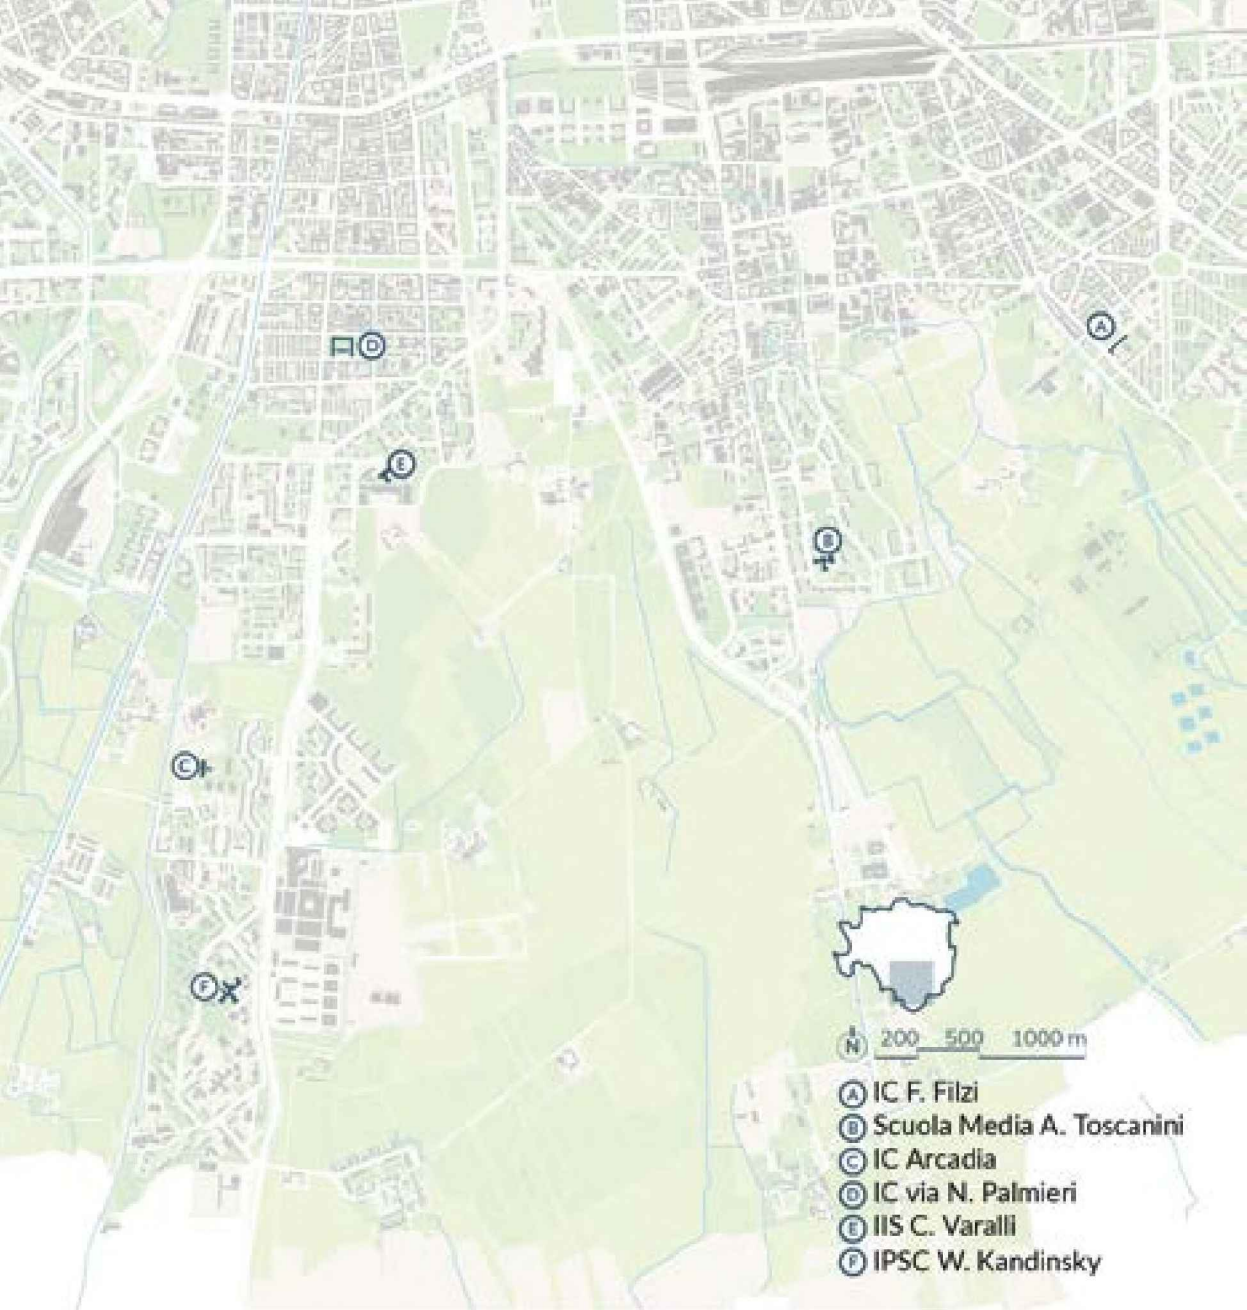 A
D
E
B
C
F
N 200 500 1000 m
A IC F. Filzi
B Scuola Media A. Toscanini
C IC Arcadia
D IC via N. Palmieri
E IIS C. Varalli
F IPSC W. Kandinsky